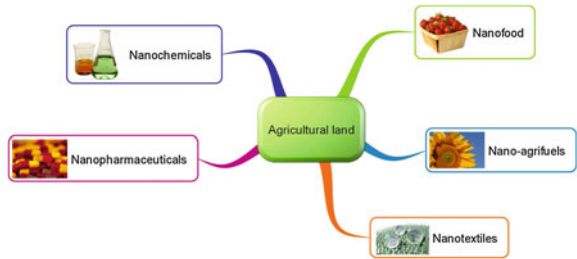 Nanofood
Nanochemicals
Agricultural land
Nanopharmaceuticals
Nano-agrifuels
Nanotextiles